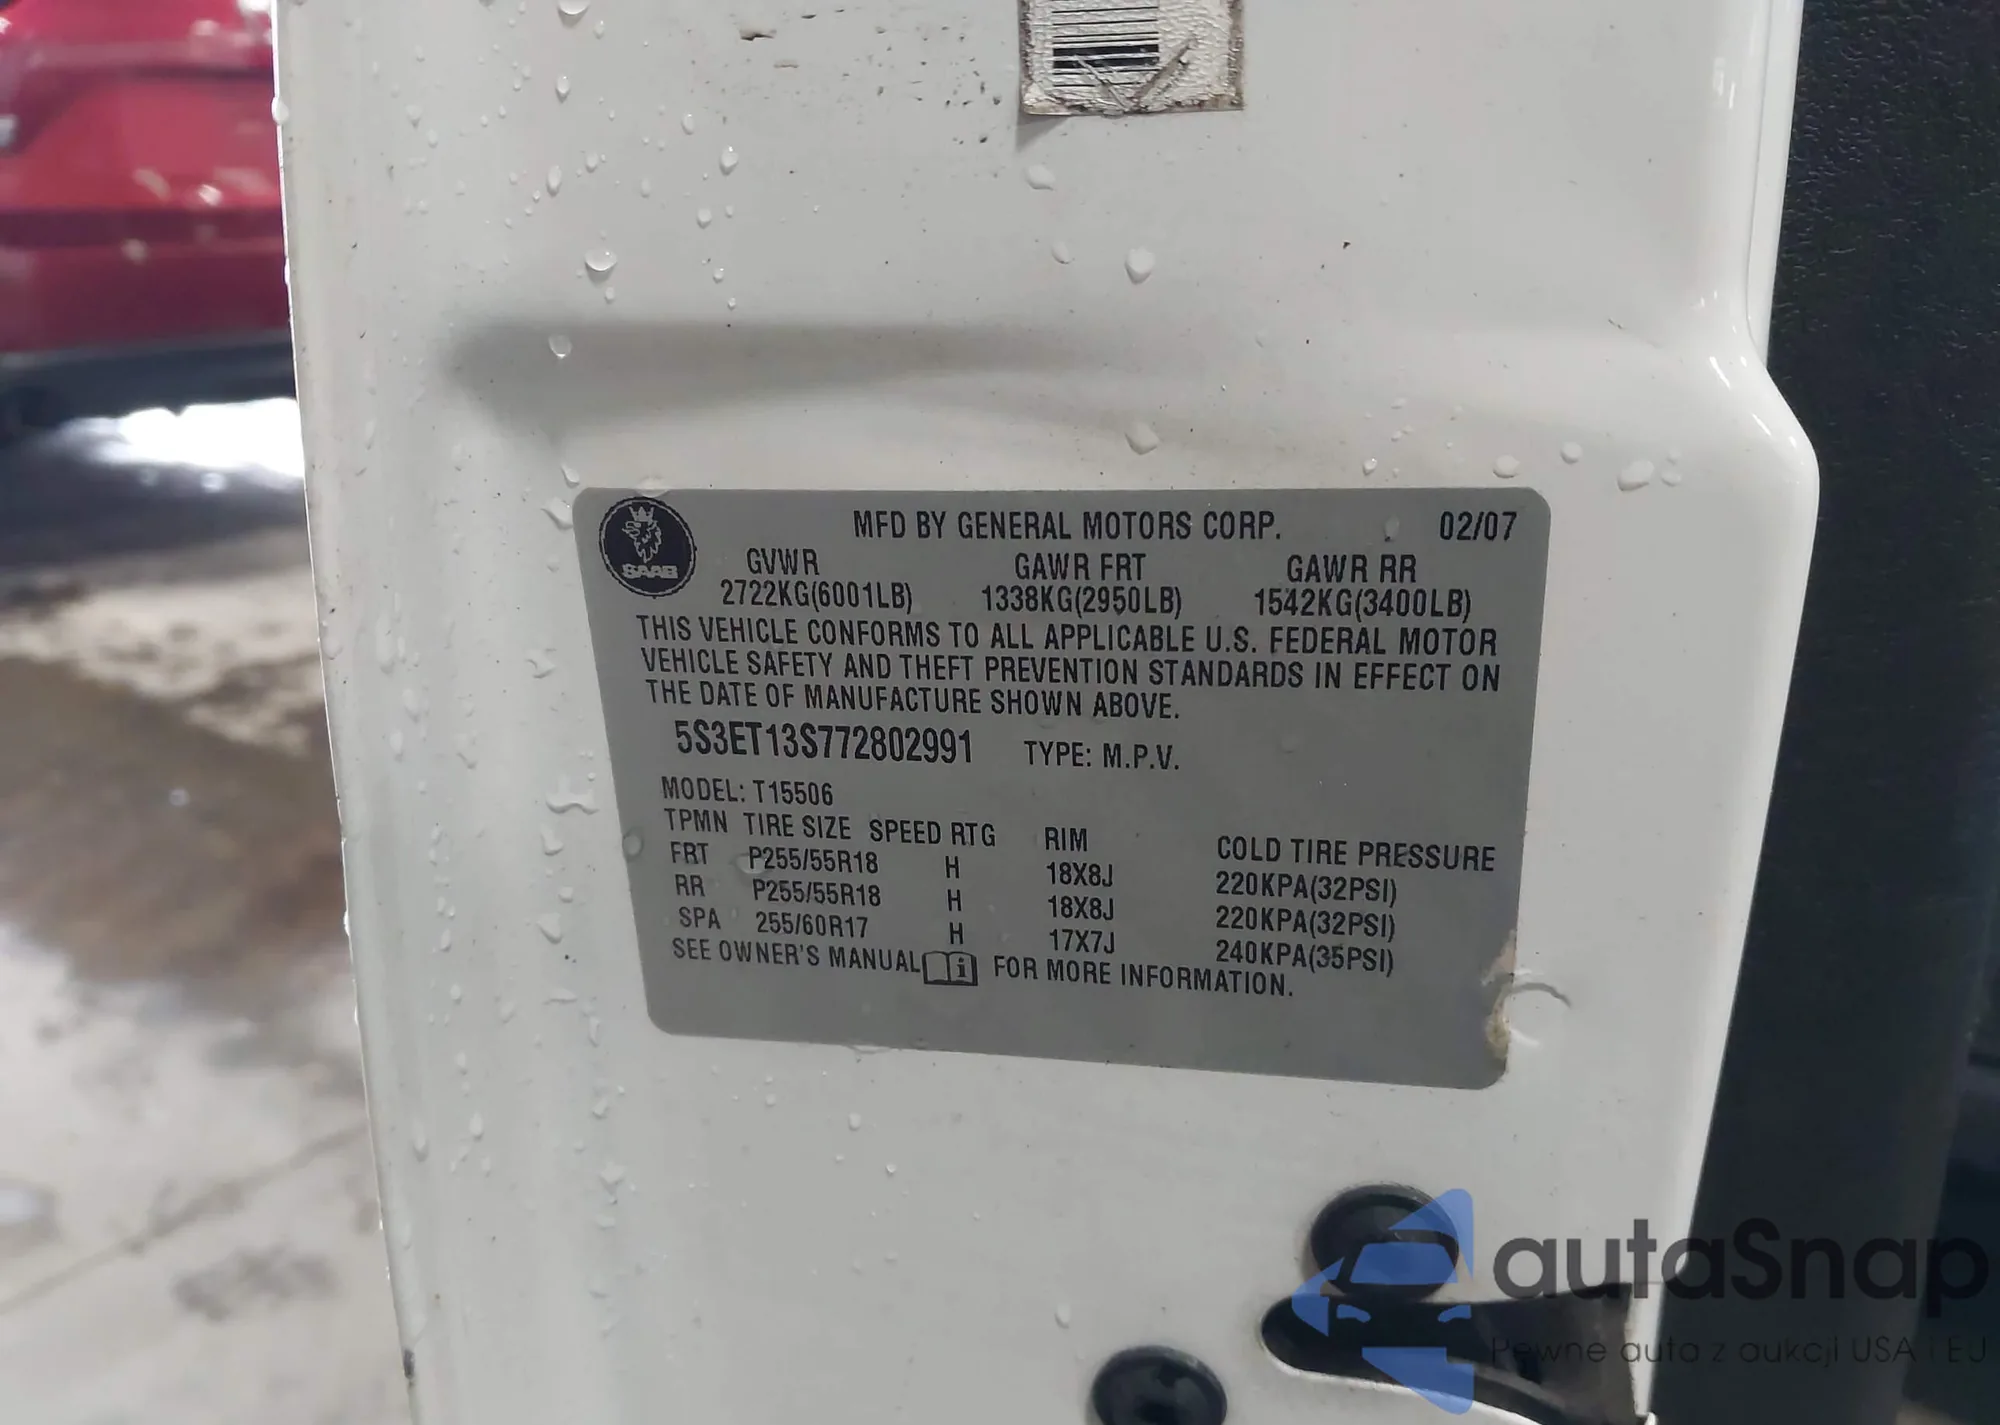 SAAB
MFD BY GENERAL MOTORS CORP. 02/07
GVWR GAWR FRT GAWR RR
2722KG(6001LB) 1338KG(2950LB) 1542KG(3400LB)
THIS VEHICLE CONFORMS TO ALL APPLICABLE U.S. FEDERAL MOTOR
VEHICLE SAFETY AND THEFT PREVENTION STANDARDS IN EFFECT ON
THE DATE OF MANUFACTURE SHOWN ABOVE.
5S3ET13S772802991 TYPE: M.P.V.
MODEL: T15506
TPMN TIRE SIZE SPEED RTG RIM COLD TIRE PRESSURE
FRT P255/55R18 H 18X8J 220KPA(32PSI)
RR P255/55R18 H 18X8J 220KPA(32PSI)
SPA 255/60R17 H 17X7J 240KPA(35PSI)
SEE OWNER'S MANUAL FOR MORE INFORMATION.
autaSnap
Pewne auta z aukcji USA i EJ